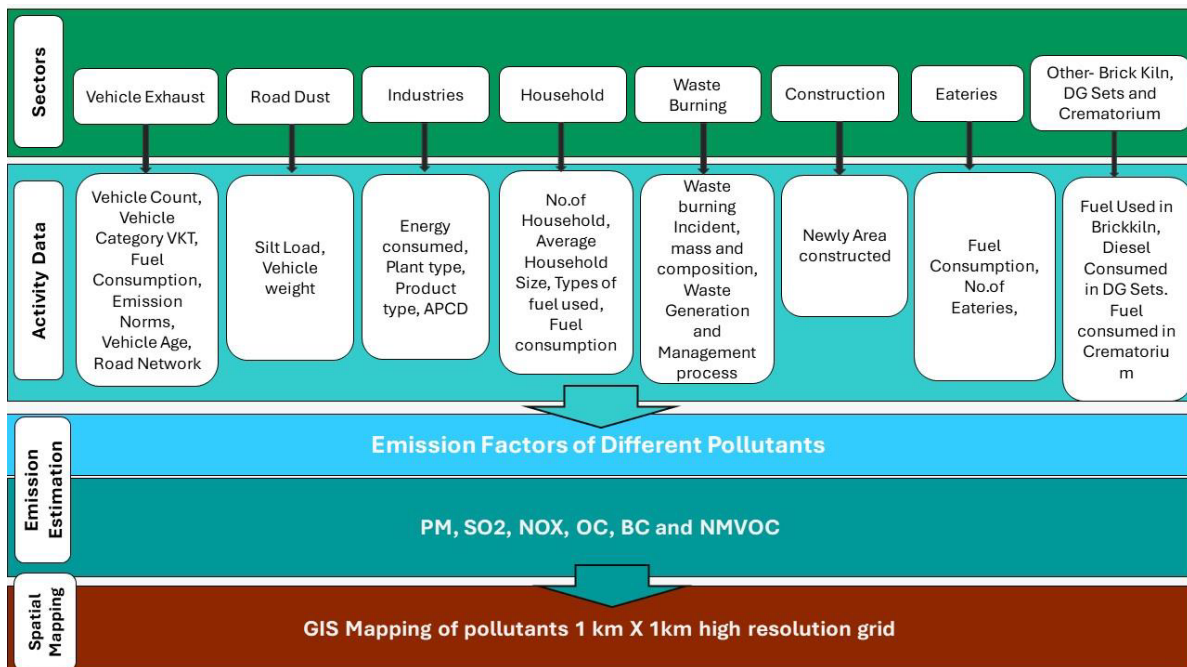 Sectors
Vehicle Exhaust
Road Dust
Industries
Household
Waste
Burning
Construction
Eateries
Other- Brick Kiln,
DG Sets and
Crematorium
Activity Data
Vehicle Count,
Vehicle
Category VKT,
Fuel
Consumption,
Emission
Norms,
Vehicle Age,
Road Network
Silt Load,
Vehicle
weight
Energy
consumed,
Plant type,
Product
type, APCD
No.of
Household,
Average
Household
Size, Types of
fuel used,
Fuel
consumption
Waste
burning
Incident,
mass and
composition,
Waste
Generation
and
Management
process
Newly Area
constructed
Fuel
Consumption,
No.of
Eateries,
Fuel Used in
Brickkiln,
Diesel
Consumed
in DG Sets.
Fuel
consumed in
Crematoriu
m
Emission
Estimation
Emission Factors of Different Pollutants
PM, SO2, NOX, OC, BC and NMVOC
Spatial
Mapping
GIS Mapping of pollutants 1 km X 1km high resolution grid